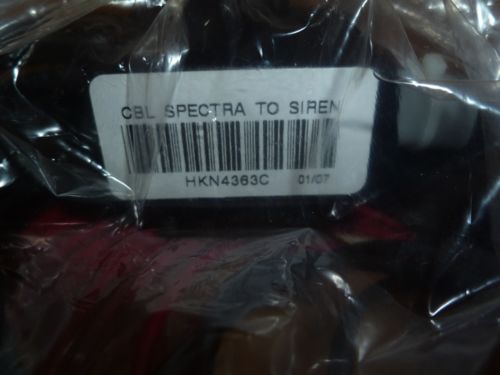 CBL SPECTRA TO SIREN
HKN4363C 01/07